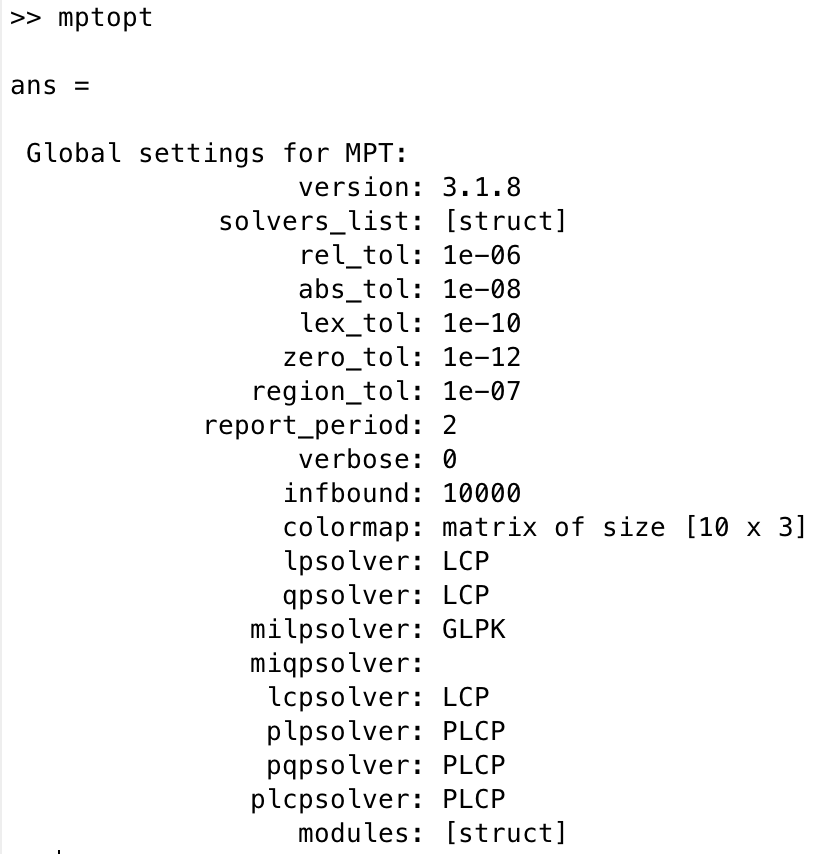 >> mptopt
ans =
Global settings for MPT:
version: 3.1.8
solvers_list: [struct]
rel_tol: 1e-06
abs_tol: 1e-08
lex_tol: 1e-10
zero_tol: 1e-12
region_tol: 1e-07
report_period: 2
verbose: 0
infbound: 10000
colormap: matrix of size [10 x 3]
lpsolver: LCP
qpsolver: LCP
milpsolver: GLPK
miqpsolver:
lcpsolver: LCP
plpsolver: PLCP
pqpsolver: PLCP
plcpsolver: PLCP
modules: [struct]